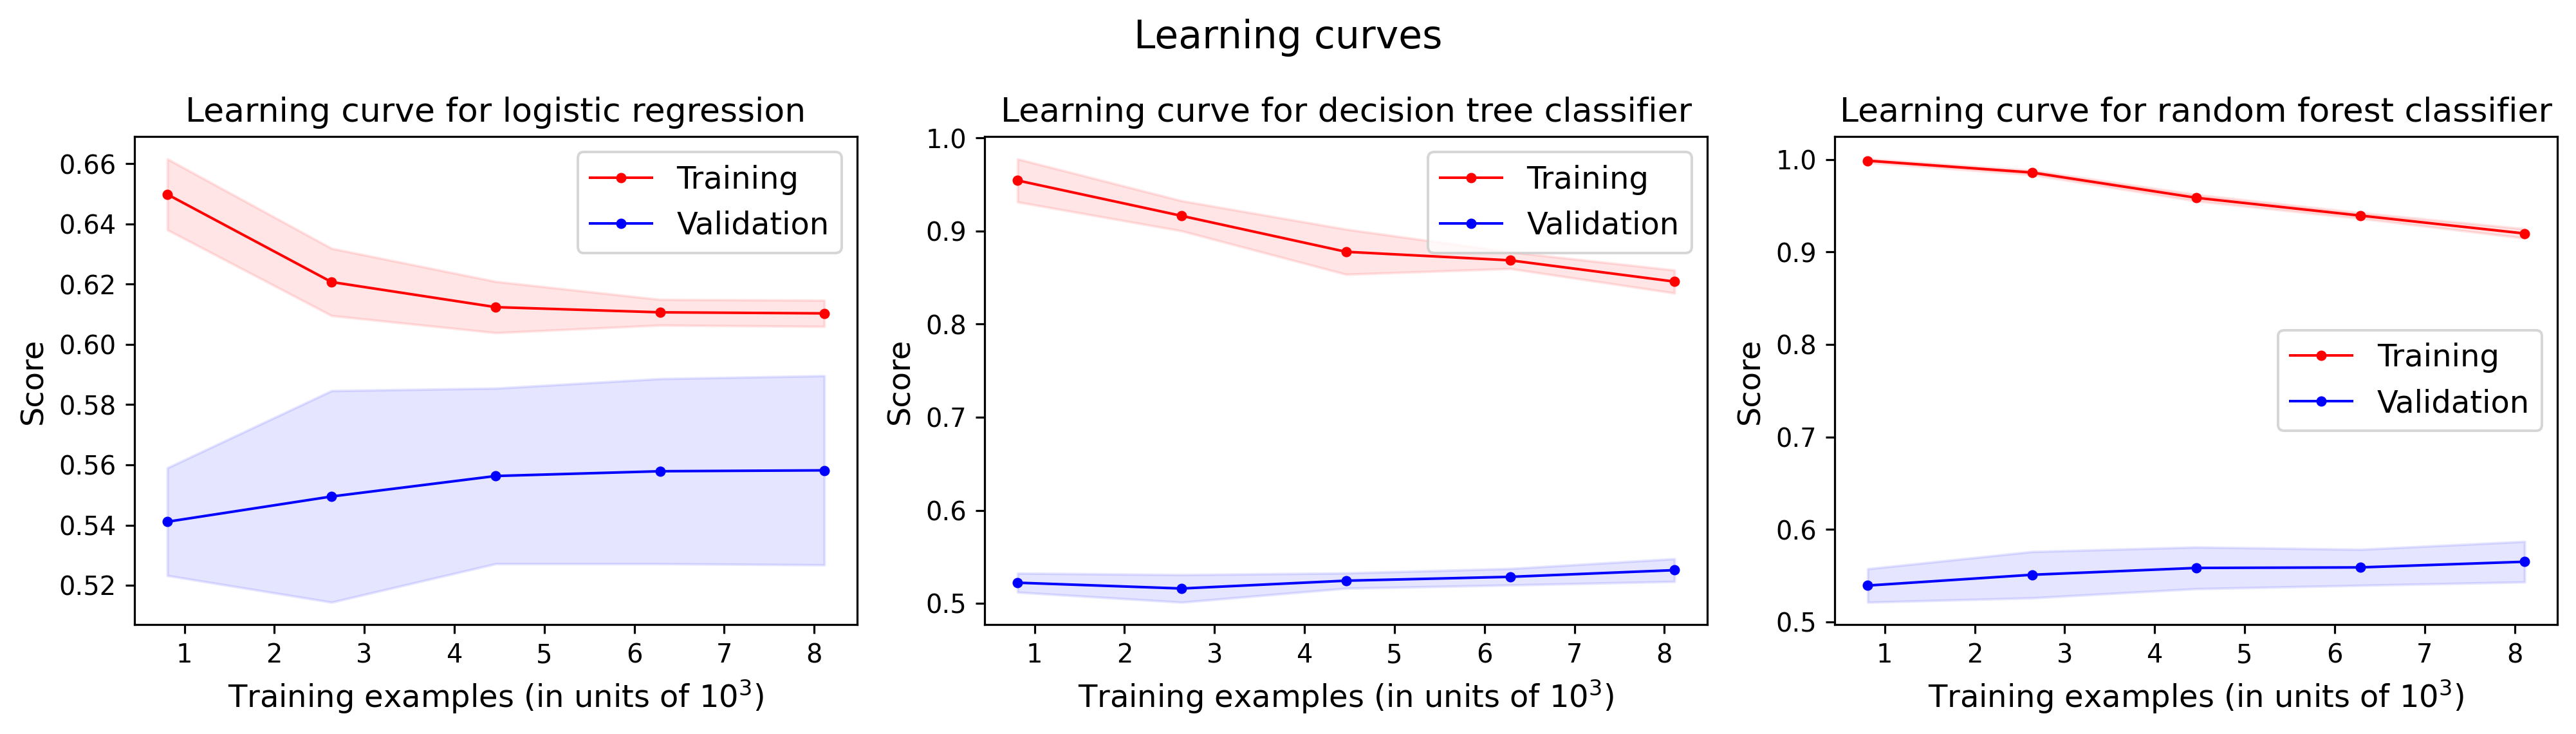 Learning curves
Learning curve for logistic regression
0.66
0.64
0.62
0.60
0.58
0.56
0.54
0.52
Score
Training
Validation
1 2 3 4 5 6 7 8
Training examples (in units of 10³)
Learning curve for decision tree classifier
1.0
0.9
0.8
0.7
0.6
0.5
Score
Training
Validation
1 2 3 4 5 6 7 8
Training examples (in units of 10³)
Learning curve for random forest classifier
1.0
0.9
0.8
0.7
0.6
0.5
Score
Training
Validation
1 2 3 4 5 6 7 8
Training examples (in units of 10³)